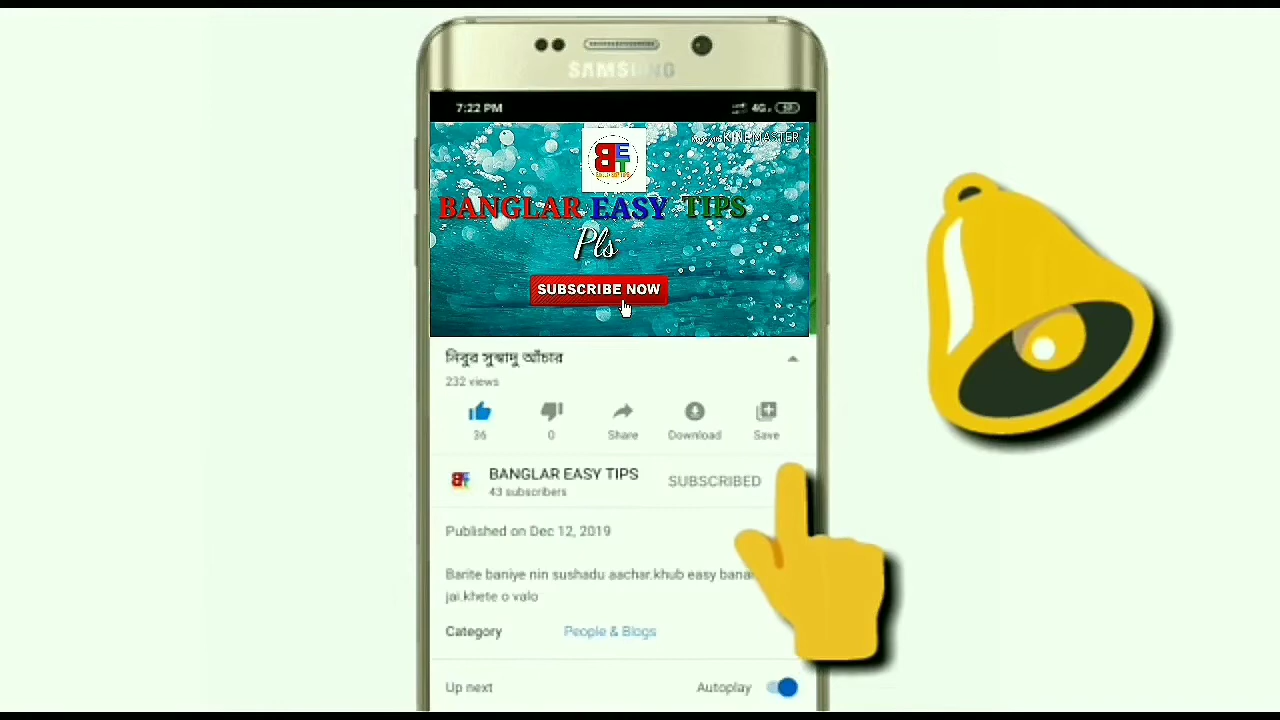 SAMSUNG
7:22 PM
4G
KINEMASTER
BET
BANGLAR EASY TIPS
Pls
SUBSCRIBE NOW
নিবুর সুস্বাদু আঁচার
232 views
36
0
Share
Download
Save
BANGLAR EASY TIPS
SUBSCRIBED
43 subscribers
Published on Dec 12, 2019
Barite baniye nin sushadu aachar.khub easy
jai.khete o valo
Category
People & Blogs
Up next
Autoplay